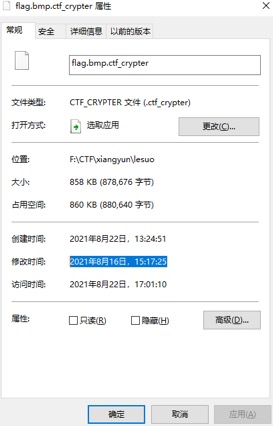 flag.bmp.ctf_crypter 属性
常规 安全 详细信息 以前的版本
flag.bmp.ctf_crypter
文件类型: CTF_CRYPTER 文件 (.ctf_crypter)
打开方式: 选取应用 更改(C)...
位置: F:\CTF\xiangyun\lesuo
大小: 858 KB (878,676 字节)
占用空间: 860 KB (880,640 字节)
创建时间: 2021年8月22日，13:24:51
修改时间: 2021年8月16日，15:17:25
访问时间: 2021年8月22日，17:01:10
属性: 只读(R) 隐藏(H) 高级(D)...
确定 取消 应用(A)